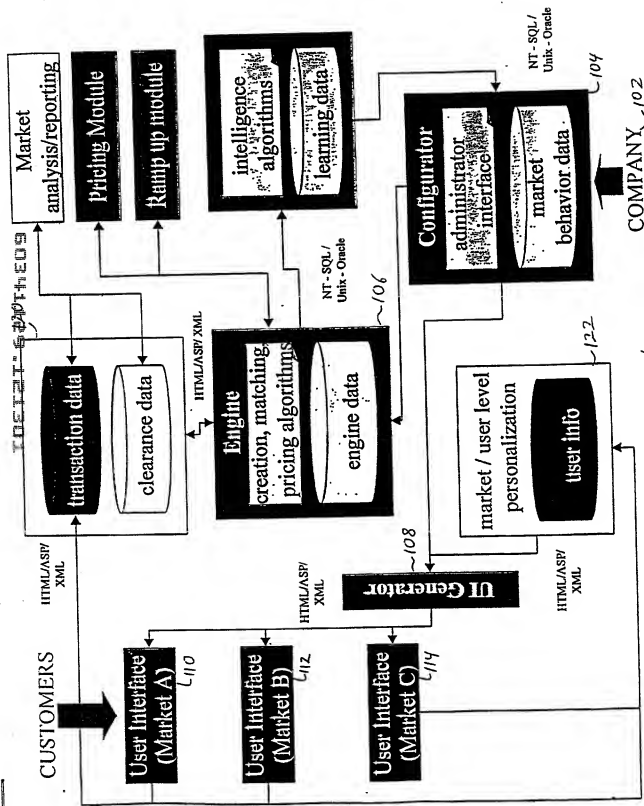 CUSTOMERS
User Interface
(Market A)
110
User Interface
(Market B)
112
User Interface
(Market C)
114
HTML/ASP/
XML
transaction data
clearance data
HTML/ASP/ XML
Market
analysis/reporting
Pricing Module
Ramp up module
Engine
creation, matching,
pricing algorithms
engine data
106
NT - SQL /
Unix - Oracle
intelligence
algorithms
learning data
HTML/ASP/
XML
UI Generator
108
HTML/ASP/
XML
market / user level
personalization
user info
122
Configurator
administrator
interface
market
behavior data
NT - SQL /
Unix - Oracle
104
COMPANY
102